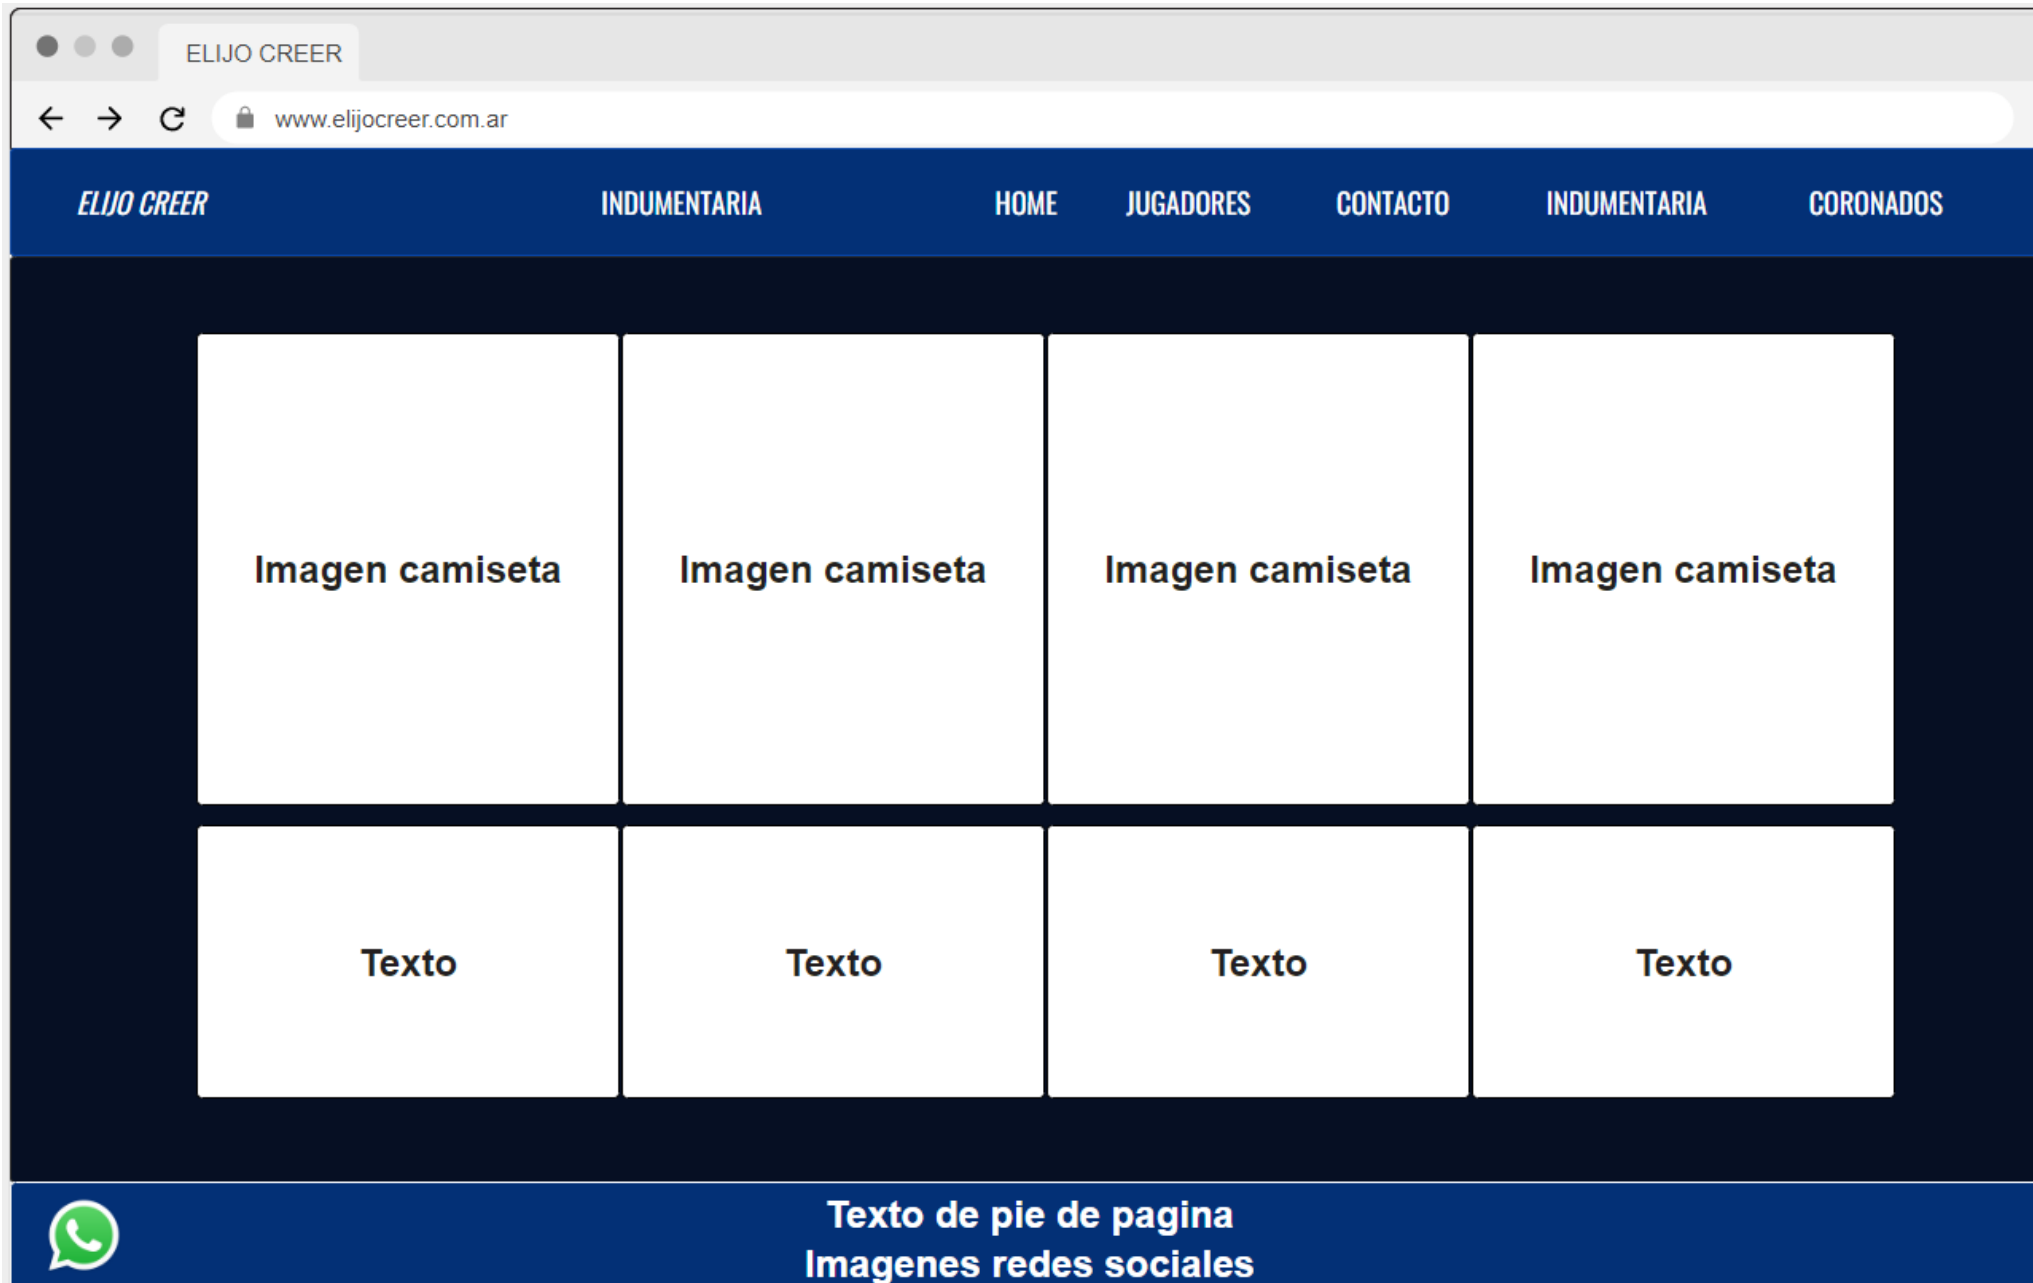 ELIJO CREER
www.elijocreer.com.ar
ELIJO CREER INDUMENTARIA HOME JUGADORES CONTACTO INDUMENTARIA CORONADOS
Imagen camiseta Imagen camiseta Imagen camiseta Imagen camiseta
Texto Texto Texto Texto
Texto de pie de pagina
Imagenes redes sociales